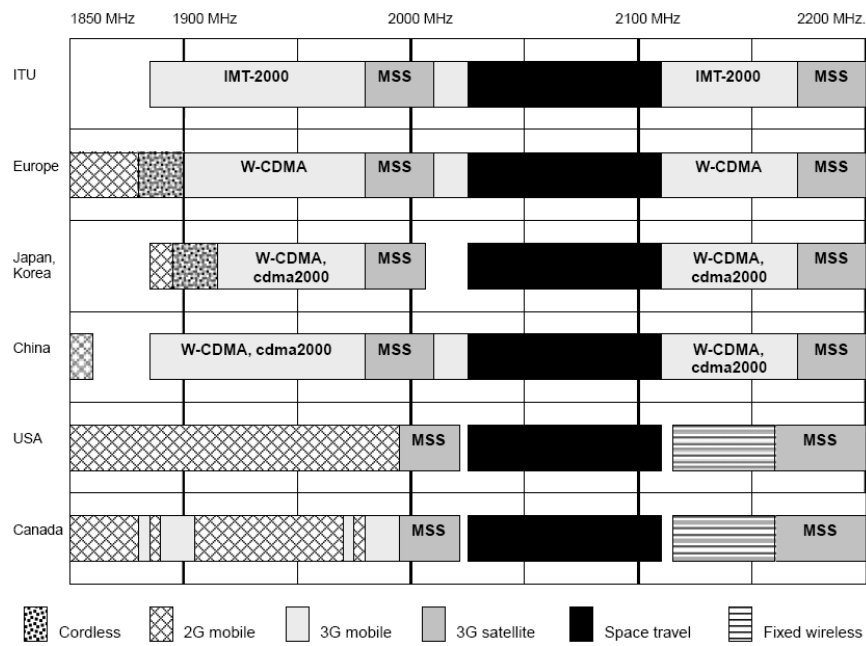 1850 MHz 1900 MHz 2000 MHz 2100 MHz 2200 MHz.
ITU IMT-2000 MSS IMT-2000 MSS
Europe W-CDMA MSS W-CDMA MSS
Japan, Korea W-CDMA, cdma2000 MSS W-CDMA, cdma2000 MSS
China W-CDMA, cdma2000 MSS W-CDMA, cdma2000 MSS
USA MSS MSS
Canada MSS MSS
Cordless 2G mobile 3G mobile 3G satellite Space travel Fixed wireless